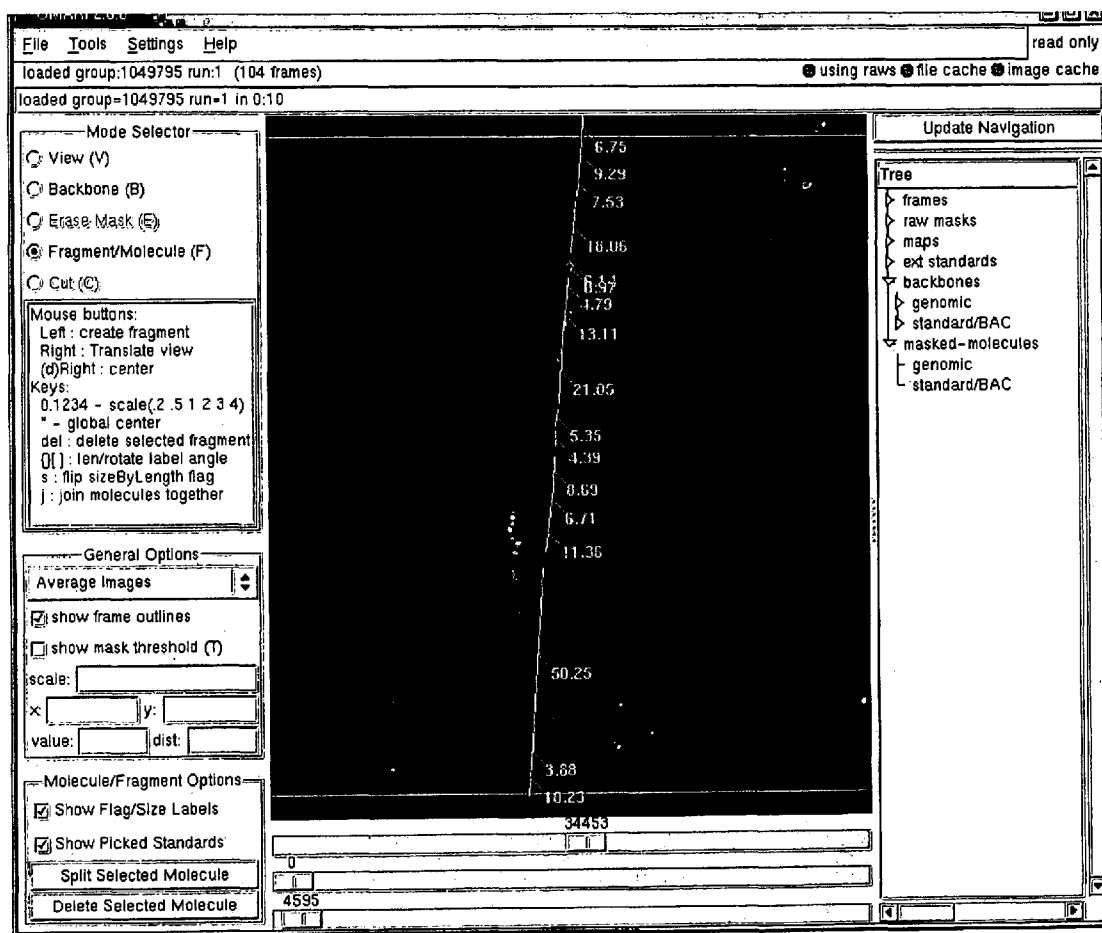 File Tools Settings Help read only
loaded group:1049795 run:1 (104 frames) using raws file cache image cache
loaded group=1049795 run=1 in 0:10
Mode Selector
View (V)
Backbone (B)
Erase Mask (E)
Fragment/Molecule (F)
Cut (C)
Mouse buttons:
Left : create fragment
Right : Translate view
(d)Right : center
Keys:
0.1234 - scale(.2 .5 1 2 3 4)
* - global center
del : delete selected fragment
{}[ ] : len/rotate label angle
s : flip sizeByLength flag
j : join molecules together
General Options
Average Images
show frame outlines
show mask threshold (T)
scale:
x: y:
value: dist:
Molecule/Fragment Options
Show Flag/Size Labels
Show Picked Standards
Split Selected Molecule
Delete Selected Molecule
6.75
9.29
7.53
18.06
4.79
13.11
21.05
5.35
4.39
8.69
6.71
11.36
50.25
3.68
10.23
34453
0
4595
Update Navigation
Tree
frames
raw masks
maps
ext standards
backbones
genomic
standard/BAC
masked-molecules
genomic
standard/BAC